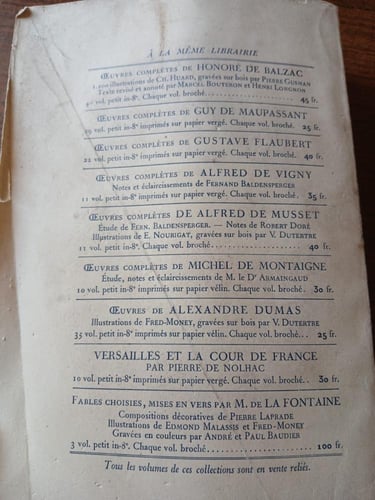 À LA MÊME LIBRAIRIE
ŒUVRES COMPLÈTES DE HONORÉ DE BALZAC
illustrations de CH. HUARD, gravées sur bois par PIERRE GUSMAN
Texte revisé et annoté par MARCEL BOUTERON et HENRI LONGNON
vol. petit in-8º. Chaque vol. broché... 45 fr.
ŒUVRES COMPLÈTES DE GUY DE MAUPASSANT
29 vol. petit in-8º imprimés sur papier vergé. Chaque vol. broché. 25 fr.
ŒUVRES COMPLÈTES DE GUSTAVE FLAUBERT
22 vol. petit in-8º imprimés sur papier vergé. Chaque vol. broché. 40 fr.
ŒUVRES COMPLÈTES DE ALFRED DE VIGNY
Notes et éclaircissements de FERNAND BALDENSPERGER
11 vol. petit in-8º imprimés sur papier vergé. Chaque vol. broché.. 35 fr.
ŒUVRES COMPLÈTES DE ALFRED DE MUSSET
Étude de FERN. BALDENSPERGER. — Notes de ROBERT DORÉ
Illustrations de E. NOURIGAT, gravées sur bois par V. DUTERTRE
11 vol. petit in-8º. Chaque vol. broché... 40 fr.
ŒUVRES COMPLÈTES DE MICHEL DE MONTAIGNE
Étude, notes et éclaircissements de M. le Dr ARMAINGAUD
10 vol. petit in-8º imprimés sur papier vélin. Chaque vol. broché. 30 fr.
ŒUVRES DE ALEXANDRE DUMAS
Illustrations de FRED-MONEY, gravées sur bois par V. DUTERTRE
35 vol. petit in-8º imprimés sur papier vélin. Chaque vol. broché... 25 fr.
VERSAILLES ET LA COUR DE FRANCE
PAR PIERRE DE NOLHAC
10 vol. petit in-8º imprimés sur papier vergé. Chaque vol. broché... 30 fr.
FABLES CHOISIES, MISES EN VERS PAR M. DE LA FONTAINE
Compositions décoratives de PIERRE LAPRADE
Illustrations de EDMOND MALASSIS et FRED-MONEY
Gravées en couleurs par ANDRÉ et PAUL BAUDIER
3 vol. petit in-8º. Chaque vol. broché... 100 fr.
Tous les volumes de ces collections sont en vente reliés.